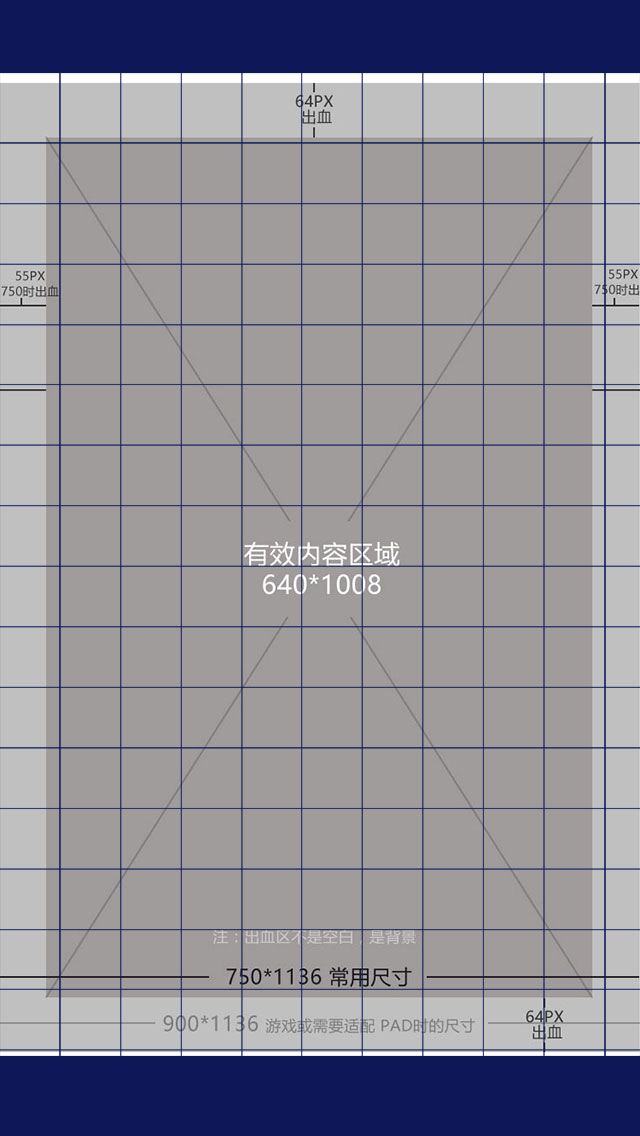 64PX
出血
55PX
750时出血
55PX
750时出
有效内容区域
640*1008
注：出血区不是空白，是背景
750*1136 常用尺寸
900*1136 游戏或需要适配 PAD时的尺寸
64PX
出血